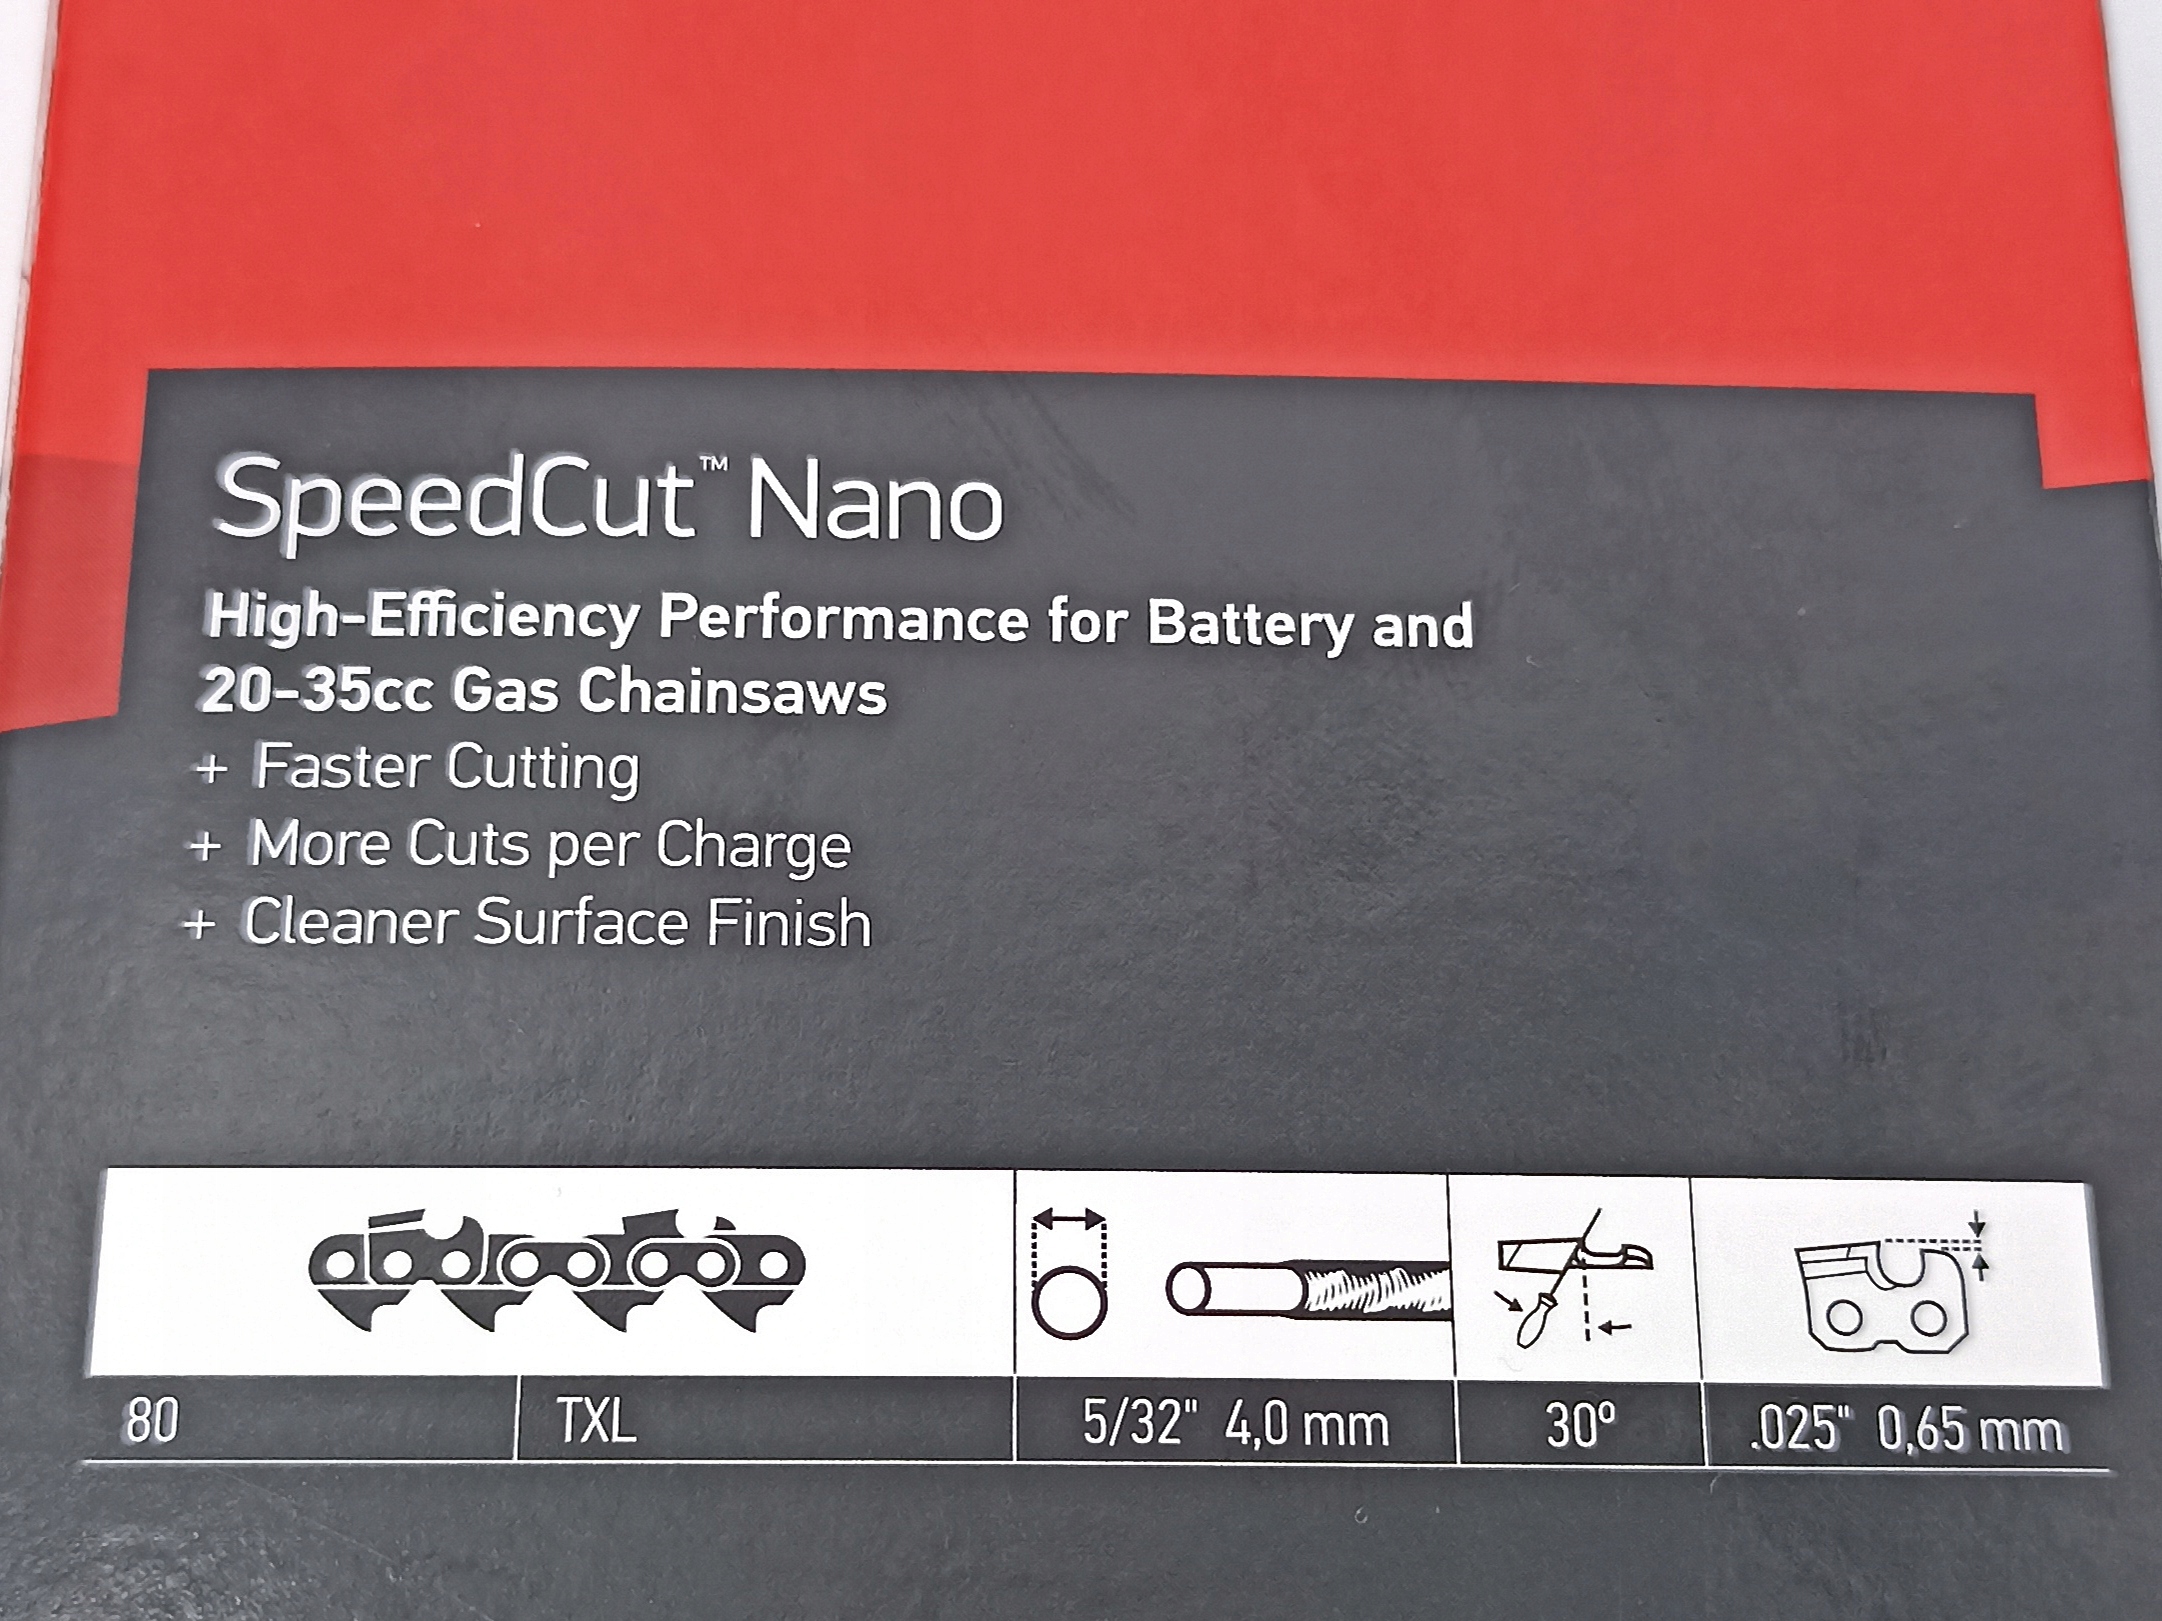 SpeedCut™ Nano
High-Efficiency Performance for Battery and
20-35cc Gas Chainsaws
+ Faster Cutting
+ More Cuts per Charge
+ Cleaner Surface Finish
80 TXL 5/32" 4,0 mm 30º .025" 0,65 mm